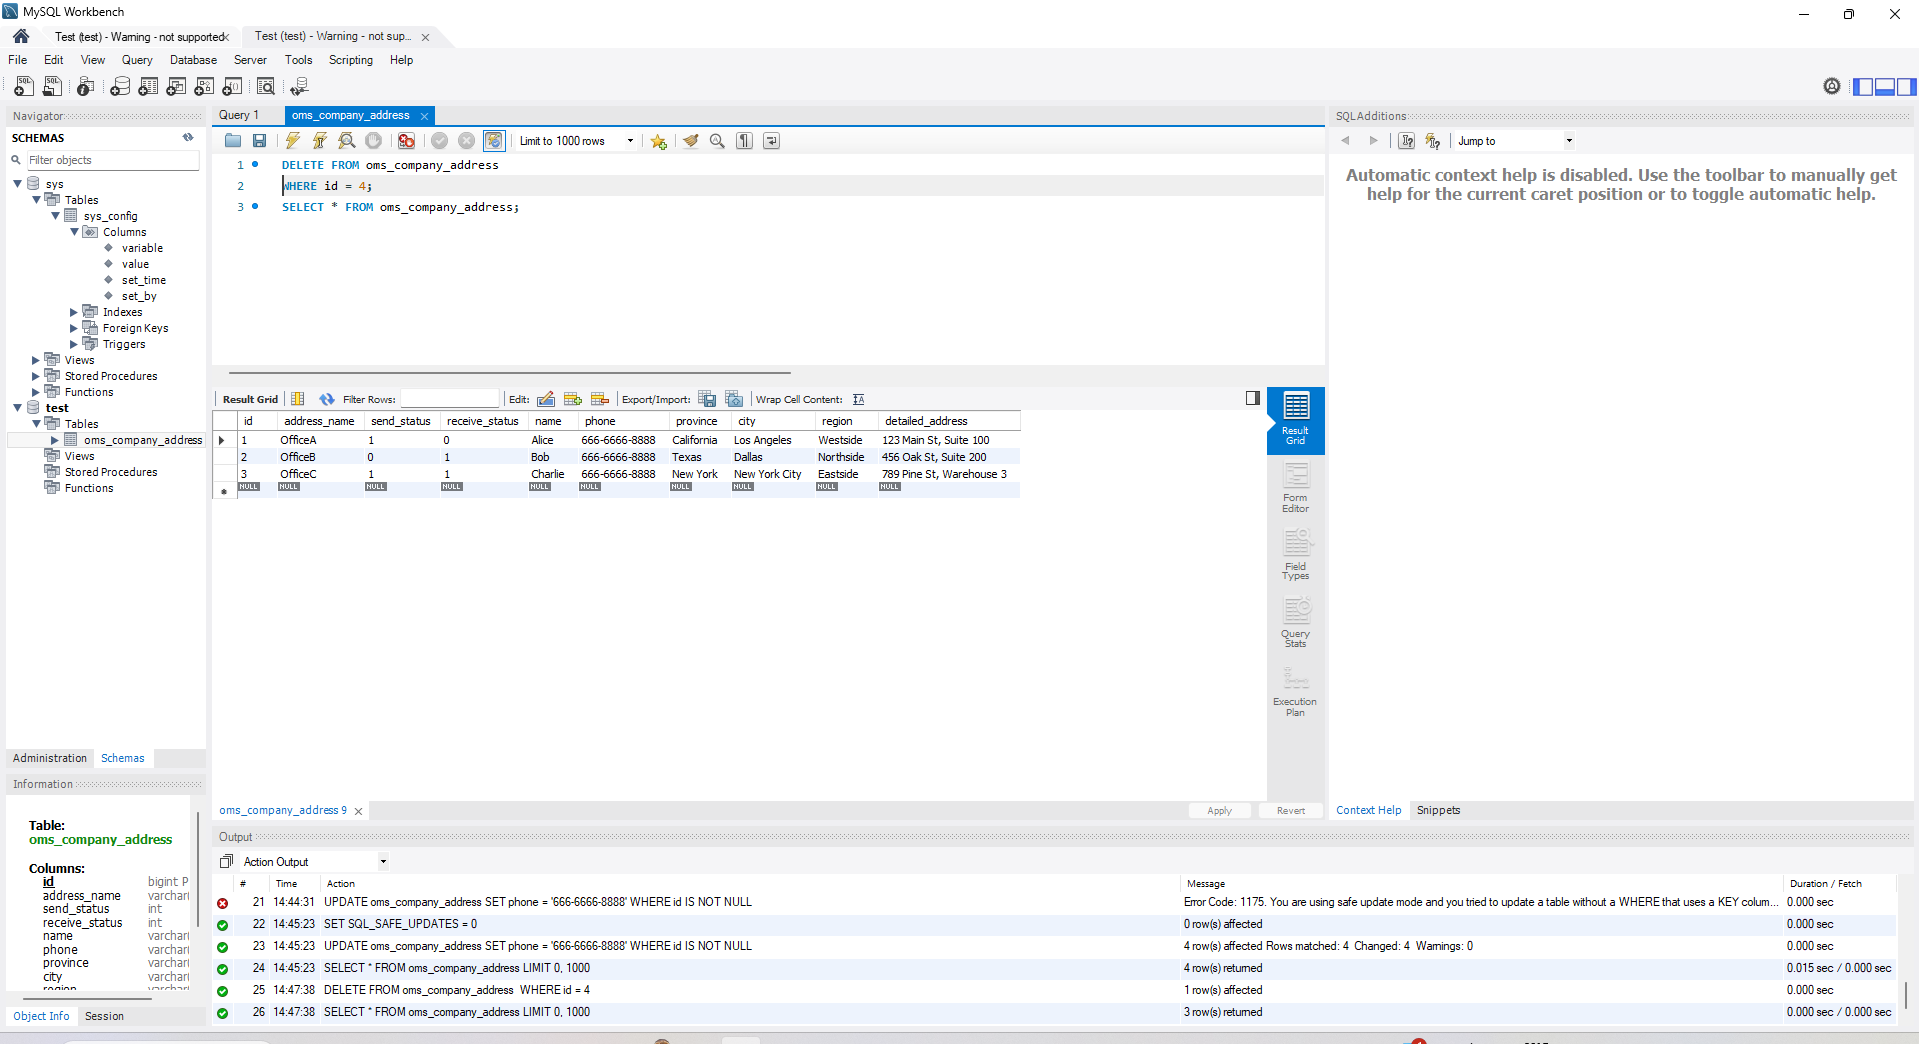 MySQL Workbench
Test (test) - Warning - not supported
Test (test) - Warning - not sup...
File Edit View Query Database Server Tools Scripting Help
Navigator
SCHEMAS
Filter objects
sys
Tables
sys_config
Columns
variable
value
set_time
set_by
Indexes
Foreign Keys
Triggers
Views
Stored Procedures
Functions
test
Tables
oms_company_address
Views
Stored Procedures
Functions
Administration Schemas
Information
Table:
oms_company_address
Columns:
id bigint P
address_name varchar
send_status int
receive_status int
name varchar
phone varchar
province varchar
city varchar
region varchar
Object Info Session
Query 1 oms_company_address
Limit to 1000 rows
1 DELETE FROM oms_company_address
2 WHERE id = 4;
3 SELECT * FROM oms_company_address;
Result Grid Filter Rows: Edit: Export/Import: Wrap Cell Content:
id address_name send_status receive_status name phone province city region detailed_address
1 OfficeA 1 0 Alice 666-6666-8888 California Los Angeles Westside 123 Main St, Suite 100
2 OfficeB 0 1 Bob 666-6666-8888 Texas Dallas Northside 456 Oak St, Suite 200
3 OfficeC 1 1 Charlie 666-6666-8888 New York New York City Eastside 789 Pine St, Warehouse 3
NULL NULL NULL NULL NULL NULL NULL NULL NULL NULL
Result Grid
Form Editor
Field Types
Query Stats
Execution Plan
oms_company_address 9
Apply Revert
SQLAdditions
Jump to
Automatic context help is disabled. Use the toolbar to manually get
help for the current caret position or to toggle automatic help.
Context Help Snippets
Output
Action Output
# Time Action Message Duration / Fetch
21 14:44:31 UPDATE oms_company_address SET phone = '666-6666-8888' WHERE id IS NOT NULL Error Code: 1175. You are using safe update mode and you tried to update a table without a WHERE that uses a KEY colum... 0.000 sec
22 14:45:23 SET SQL_SAFE_UPDATES = 0 0 row(s) affected 0.000 sec
23 14:45:23 UPDATE oms_company_address SET phone = '666-6666-8888' WHERE id IS NOT NULL 4 row(s) affected Rows matched: 4 Changed: 4 Warnings: 0 0.000 sec
24 14:45:23 SELECT * FROM oms_company_address LIMIT 0, 1000 4 row(s) returned 0.015 sec / 0.000 sec
25 14:47:38 DELETE FROM oms_company_address WHERE id = 4 1 row(s) affected 0.000 sec
26 14:47:38 SELECT * FROM oms_company_address LIMIT 0, 1000 3 row(s) returned 0.000 sec / 0.000 sec